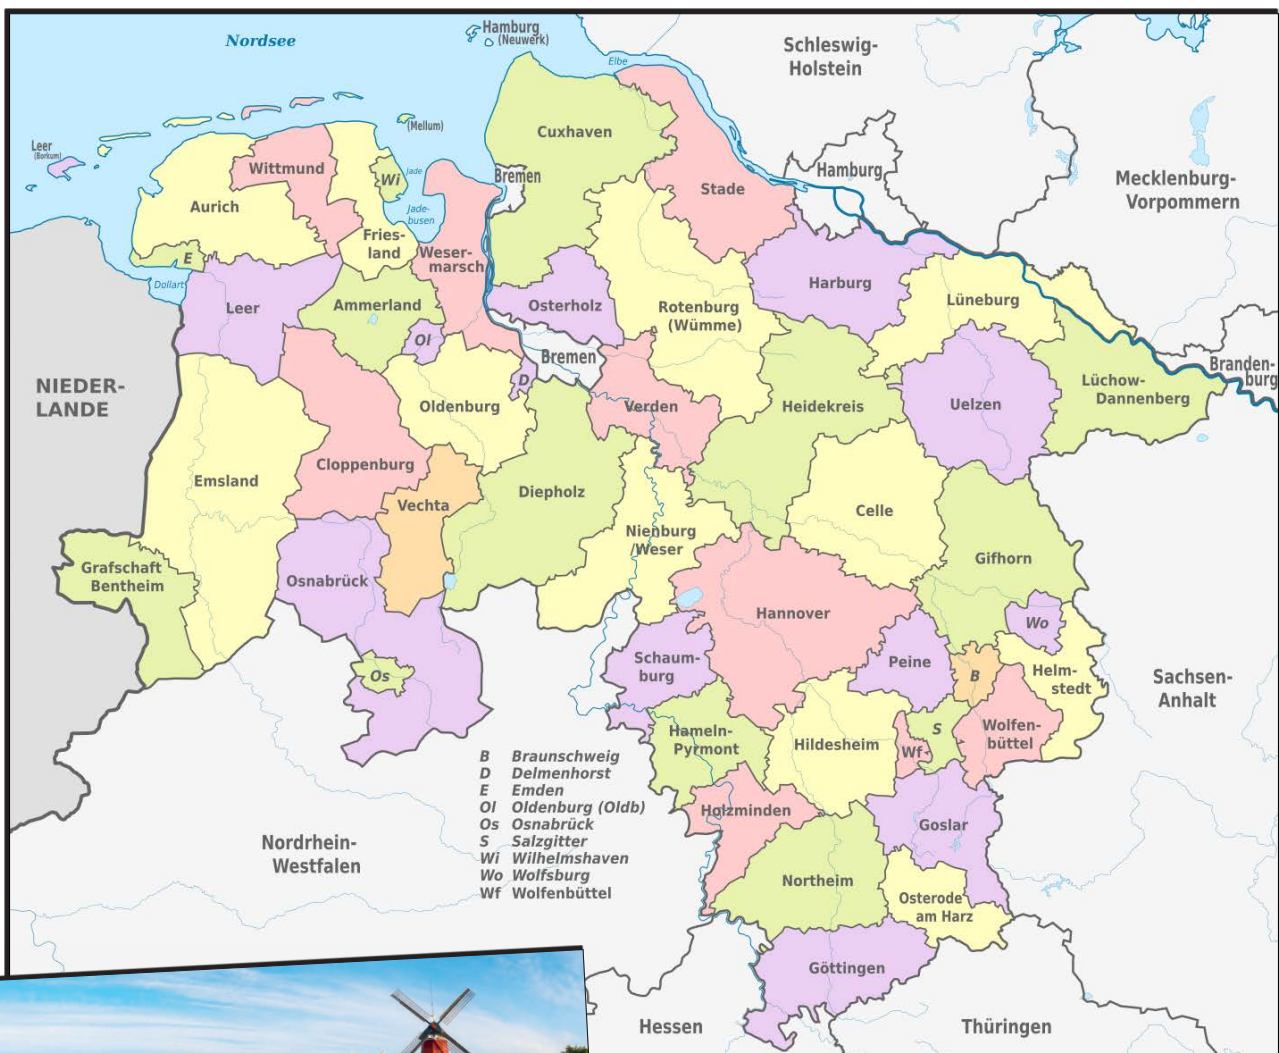 Nordsee
Hamburg
(Neuwerk)
Elbe
Schleswig-
Holstein
(Mellum)
Leer
(Borkum)
Cuxhaven
Wittmund
Wi
Jade
Bremen
Hamburg
Stade
Mecklenburg-
Vorpommern
Aurich
Jade-
busen
Fries-
land
Weser-
marsch
E
Dollart
Leer
Ammerland
Osterholz
Rotenburg
(Wümme)
Harburg
Lüneburg
Ol
Bremen
Branden-
burg
D
NIEDER-
LANDE
Oldenburg
Verden
Heidekreis
Uelzen
Lüchow-
Dannenberg
Cloppenburg
Emsland
Vechta
Diepholz
Nienburg
/Weser
Celle
Gifhorn
Grafschaft
Bentheim
Osnabrück
Hannover
Wo
Schaum-
burg
Peine
B
Helm-
stedt
Sachsen-
Anhalt
Os
Hameln-
Pyrmont
Hildesheim
S
Wf
Wolfen-
büttel
B Braunschweig
D Delmenhorst
E Emden
Ol Oldenburg (Oldb)
Os Osnabrück
S Salzgitter
Wi Wilhelmshaven
Wo Wolfsburg
Wf Wolfenbüttel
Holzminden
Goslar
Nordrhein-
Westfalen
Northeim
Osterode
am Harz
Göttingen
Hessen
Thüringen